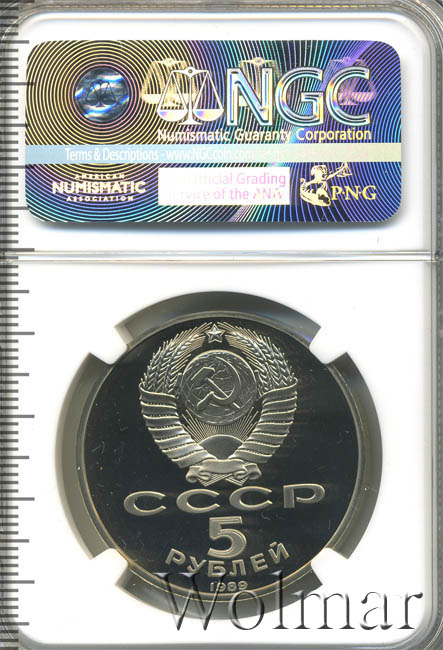 NGC
Numismatic Guaranty Corporation
Terms & Descriptions - www.NGC
AMERICAN
NUMISMATIC
ASSOCIATION
Official Grading
Service of the ANA
PNG
СССР
5
РУБЛЕЙ
1989
Wolmar